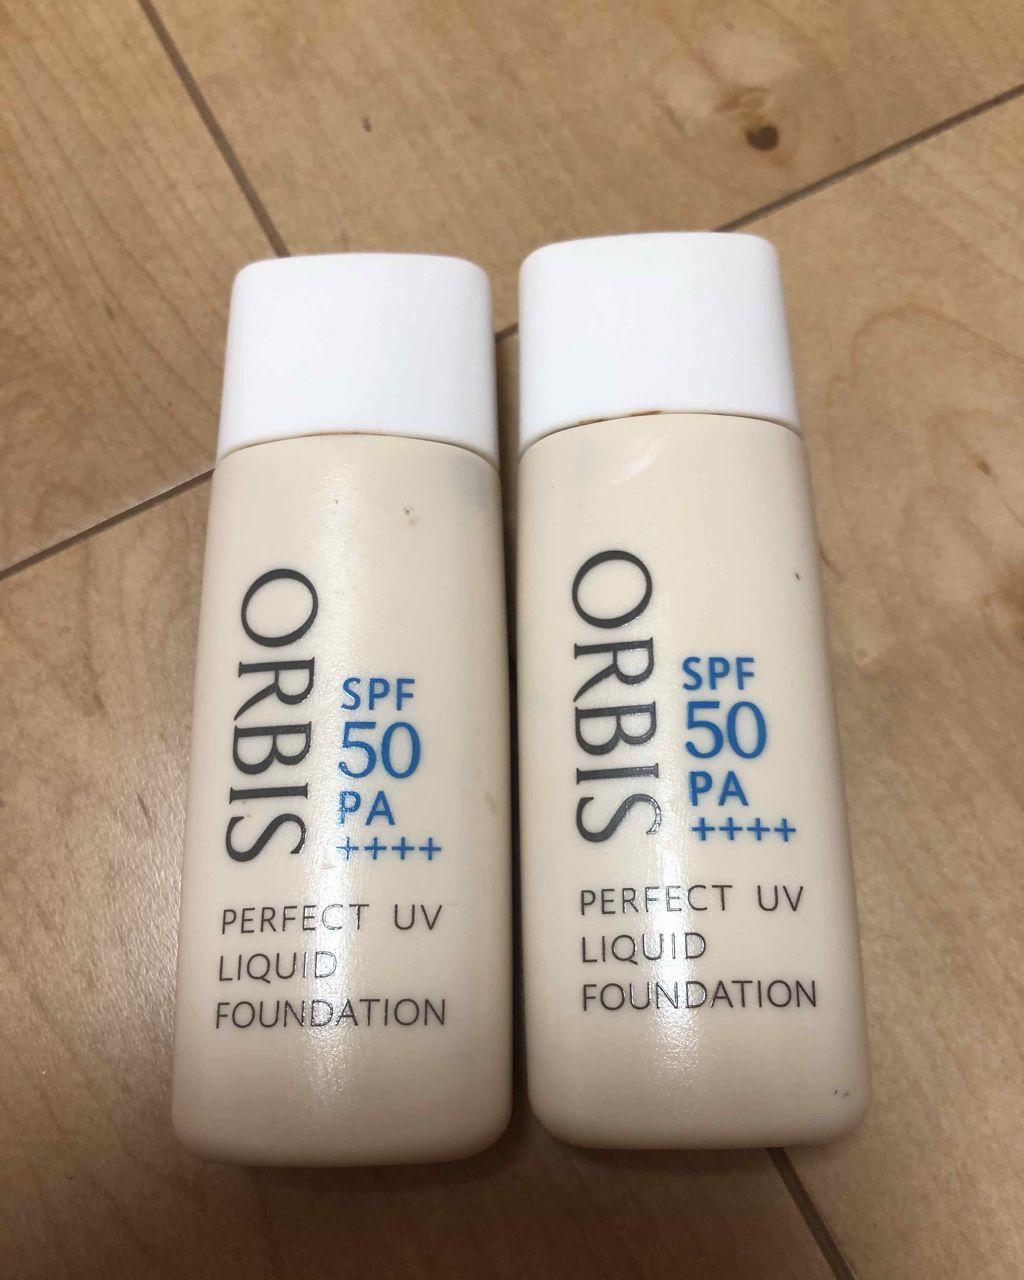 ORBIS
SPF
50
PA
++++
PERFECT UV
LIQUID
FOUNDATION
ORBIS
SPF
50
PA
++++
PERFECT UV
LIQUID
FOUNDATION